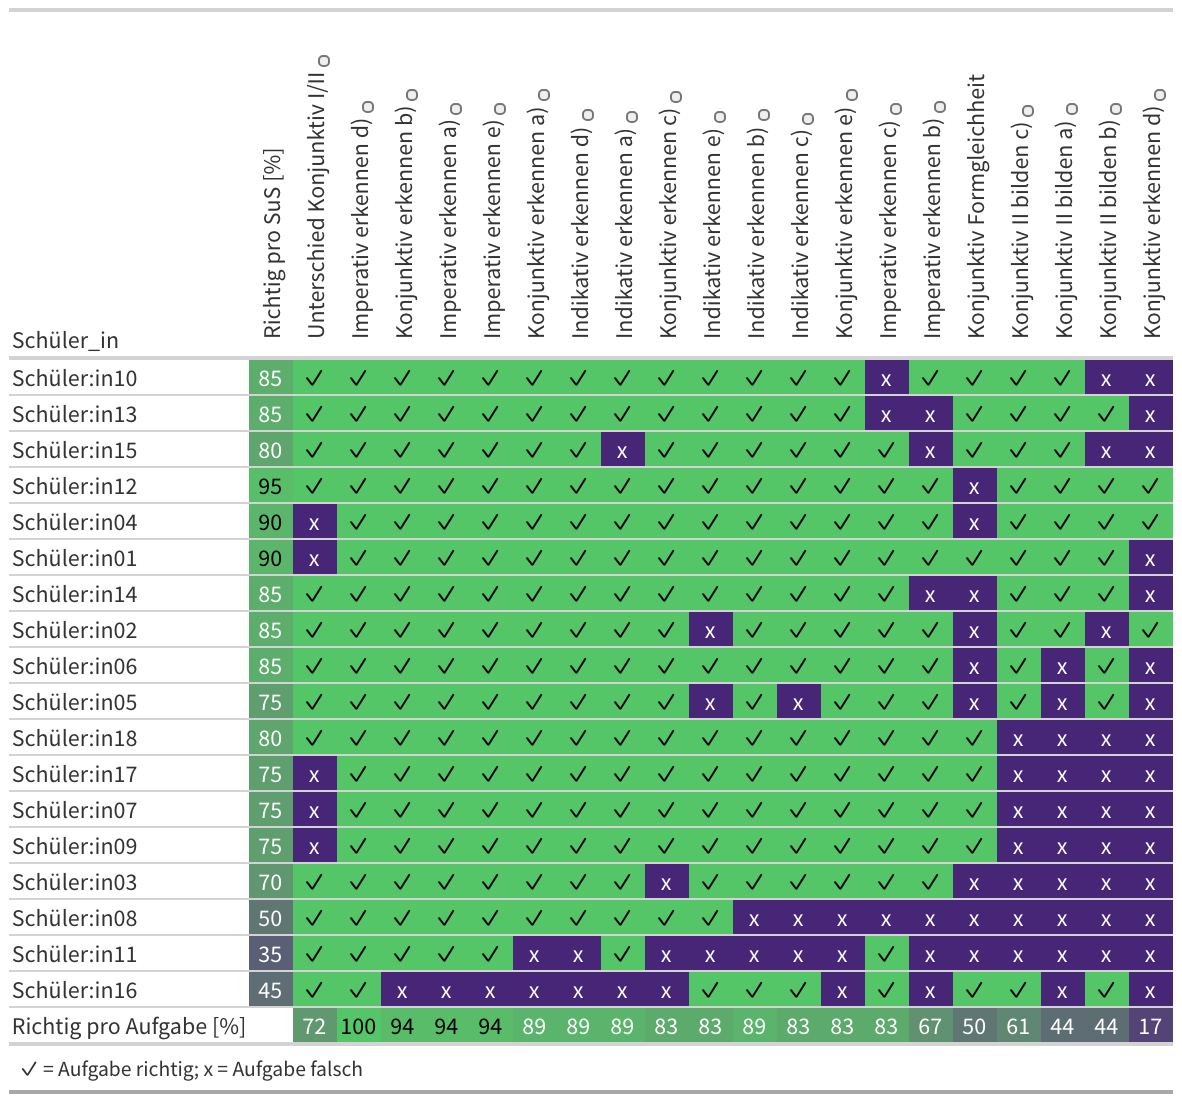 Schüler_in Richtig pro SuS [%] Unterschied Konjunktiv I/II Imperativ erkennen d) Konjunktiv erkennen b) Imperativ erkennen a) Imperativ erkennen e) Konjunktiv erkennen a) Indikativ erkennen d) Indikativ erkennen a) Konjunktiv erkennen c) Indikativ erkennen e) Indikativ erkennen b) Indikativ erkennen c) Konjunktiv erkennen e) Imperativ erkennen c) Imperativ erkennen b) Konjunktiv Formgleichheit Konjunktiv II bilden c) Konjunktiv II bilden a) Konjunktiv II bilden b) Konjunktiv erkennen d)
Schüler:in10 85 ✓ ✓ ✓ ✓ ✓ ✓ ✓ ✓ ✓ ✓ ✓ ✓ ✓ x ✓ ✓ ✓ ✓ x x
Schüler:in13 85 ✓ ✓ ✓ ✓ ✓ ✓ ✓ ✓ ✓ ✓ ✓ ✓ ✓ x x ✓ ✓ ✓ ✓ x
Schüler:in15 80 ✓ ✓ ✓ ✓ ✓ ✓ ✓ x ✓ ✓ ✓ ✓ ✓ ✓ x ✓ ✓ ✓ x x
Schüler:in12 95 ✓ ✓ ✓ ✓ ✓ ✓ ✓ ✓ ✓ ✓ ✓ ✓ ✓ ✓ ✓ x ✓ ✓ ✓ ✓
Schüler:in04 90 x ✓ ✓ ✓ ✓ ✓ ✓ ✓ ✓ ✓ ✓ ✓ ✓ ✓ ✓ x ✓ ✓ ✓ ✓
Schüler:in01 90 x ✓ ✓ ✓ ✓ ✓ ✓ ✓ ✓ ✓ ✓ ✓ ✓ ✓ ✓ ✓ ✓ ✓ ✓ x
Schüler:in14 85 ✓ ✓ ✓ ✓ ✓ ✓ ✓ ✓ ✓ ✓ ✓ ✓ ✓ ✓ x x ✓ ✓ ✓ x
Schüler:in02 85 ✓ ✓ ✓ ✓ ✓ ✓ ✓ ✓ ✓ x ✓ ✓ ✓ ✓ ✓ x ✓ ✓ x ✓
Schüler:in06 85 ✓ ✓ ✓ ✓ ✓ ✓ ✓ ✓ ✓ ✓ ✓ ✓ ✓ ✓ ✓ x ✓ x ✓ x
Schüler:in05 75 ✓ ✓ ✓ ✓ ✓ ✓ ✓ ✓ ✓ x ✓ x ✓ ✓ ✓ x ✓ x ✓ x
Schüler:in18 80 ✓ ✓ ✓ ✓ ✓ ✓ ✓ ✓ ✓ ✓ ✓ ✓ ✓ ✓ ✓ ✓ x x x x
Schüler:in17 75 x ✓ ✓ ✓ ✓ ✓ ✓ ✓ ✓ ✓ ✓ ✓ ✓ ✓ ✓ ✓ x x x x
Schüler:in07 75 x ✓ ✓ ✓ ✓ ✓ ✓ ✓ ✓ ✓ ✓ ✓ ✓ ✓ ✓ ✓ x x x x
Schüler:in09 75 x ✓ ✓ ✓ ✓ ✓ ✓ ✓ ✓ ✓ ✓ ✓ ✓ ✓ ✓ ✓ x x x x
Schüler:in03 70 ✓ ✓ ✓ ✓ ✓ ✓ ✓ ✓ x ✓ ✓ ✓ ✓ ✓ ✓ x x x x x
Schüler:in08 50 ✓ ✓ ✓ ✓ ✓ ✓ ✓ ✓ ✓ ✓ x x x x x x x x x x
Schüler:in11 35 ✓ ✓ ✓ ✓ ✓ x x ✓ x x x x x ✓ x x x x x x
Schüler:in16 45 ✓ ✓ x x x x x x x ✓ ✓ ✓ x ✓ x ✓ ✓ x ✓ x
Richtig pro Aufgabe [%] 72 100 94 94 94 89 89 89 83 83 89 83 83 83 67 50 61 44 44 17
✓ = Aufgabe richtig; x = Aufgabe falsch